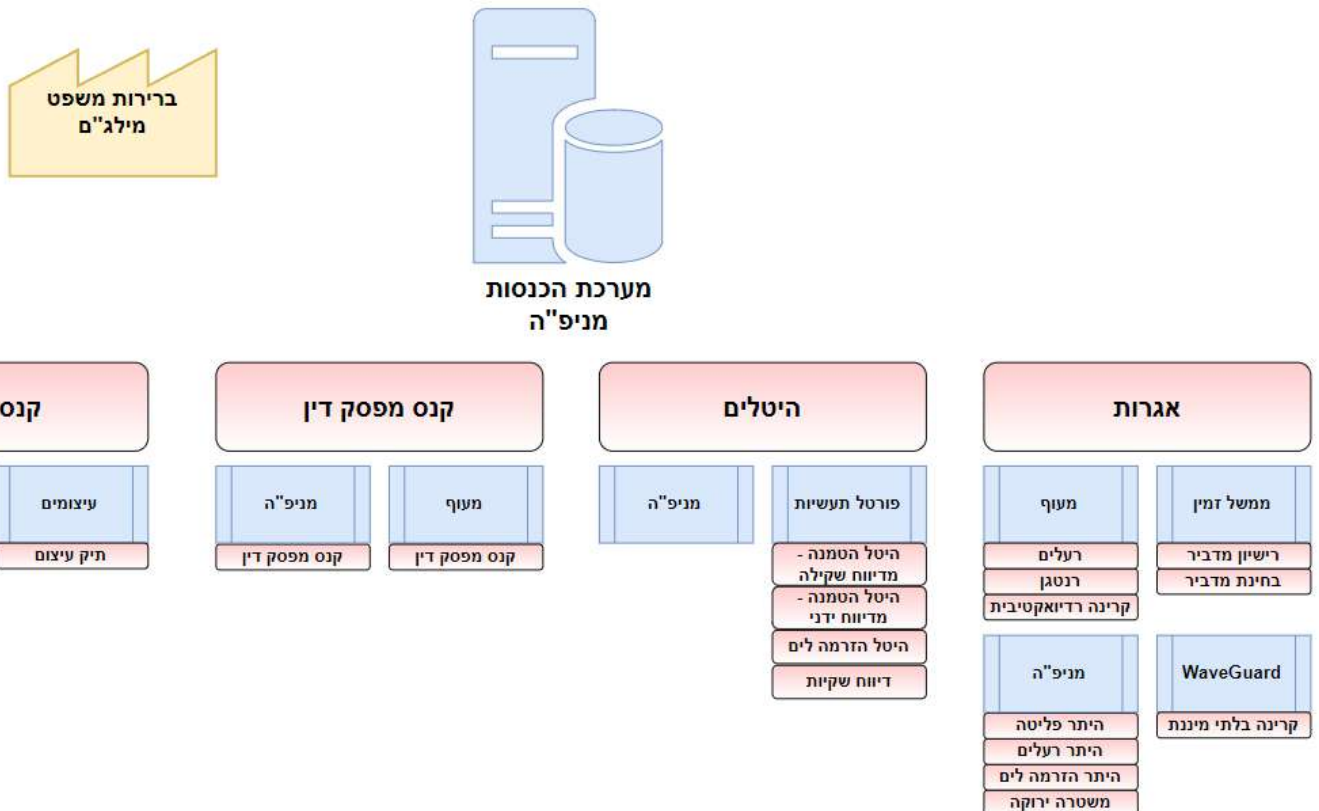 ברירות משפט
מילג"ם
מערכת הכנסות
מניפ"ה
אגרות
היטלים
קנס מפסק דין
קנס
ממשל זמין
רישיון מדביר
בחינת מדביר
מעוף
רעלים
רנטגן
קרינה רדיואקטיבית
WaveGuard
קרינה בלתי מיננת
מניפ"ה
היתר פליטה
היתר רעלים
היתר הזרמה לים
משטרה ירוקה
פורטל תעשיות
היטל הטמנה -
מדיווח שקילה
היטל הטמנה -
מדיווח ידני
היטל הזרמה לים
דיווח שקיות
מניפ"ה
מעוף
קנס מפסק דין
מניפ"ה
קנס מפסק דין
עיצומים
תיק עיצום